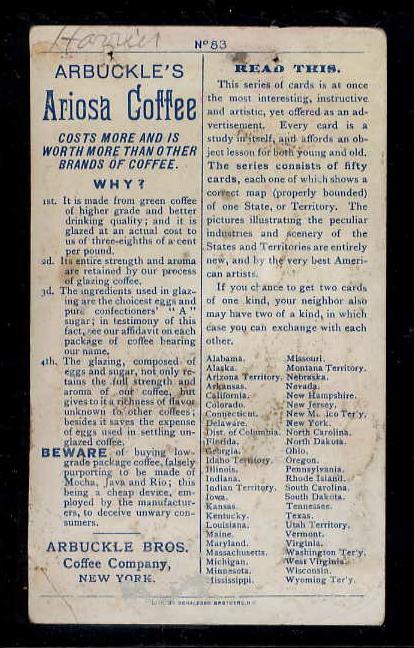 Harrier
No 83
ARBUCKLE'S
Ariosa Coffee
COSTS MORE AND IS
WORTH MORE THAN OTHER
BRANDS OF COFFEE.
WHY?
1st. It is made from green coffee
of higher grade and better
drinking quality; and it is
glazed at an actual cost to
us of three-eighths of a cent
per pound.
2d. Its entire strength and aroma
are retained by our process
of glazing coffee.
3d. The ingredients used in glaz-
ing are the choicest eggs and
pure confectioners' "A"
sugar; in testimony of this
fact, see our affidavit on each
package of coffee bearing
our name.
4th. The glazing, composed of
eggs and sugar, not only re-
tains the full strength and
aroma of our coffee, but
gives to it a richness of flavor
unknown to other coffees;
besides it saves the expense
of eggs used in settling un-
glazed coffee.
BEWARE of buying low-
grade package coffee, falsely
purporting to be made of
Mocha, Java and Rio; this
being a cheap device, em-
ployed by the manufactur-
ers, to deceive unwary con-
sumers.
ARBUCKLE BROS.
Coffee Company,
NEW YORK.
READ THIS.
This series of cards is at once
the most interesting, instructive
and artistic, yet offered as an ad-
vertisement. Every card is a
study in itself, and affords an ob-
ject lesson for both young and old.
The series consists of fifty
cards, each one of which shows a
correct map (properly bounded)
of one State, or Territory. The
pictures illustrating the peculiar
industries and scenery of the
States and Territories are entirely
new, and by the very best Ameri-
can artists.
If you chance to get two cards
of one kind, your neighbor also
may have two of a kind, in which
case you can exchange with each
other.
Alabama.
Alaska.
Arizona Territory.
Arkansas.
California.
Colorado.
Connecticut.
Delaware.
Dist. of Columbia.
Florida.
Georgia.
Idaho Territory.
Illinois.
Indiana.
Indian Territory.
Iowa.
Kansas.
Kentucky.
Louisiana.
Maine.
Maryland.
Massachusetts.
Michigan.
Minnesota.
Mississippi.
Missouri.
Montana Territory.
Nebraska.
Nevada.
New Hampshire.
New Jersey.
New Mexico Ter'y.
New York.
North Carolina.
North Dakota.
Ohio.
Oregon.
Pennsylvania.
Rhode Island.
South Carolina.
South Dakota.
Tennessee.
Texas.
Utah Territory.
Vermont.
Virginia.
Washington Ter'y.
West Virginia.
Wisconsin.
Wyoming Ter'y.
LITH. BY DONALDSON BROTHERS, N.Y.